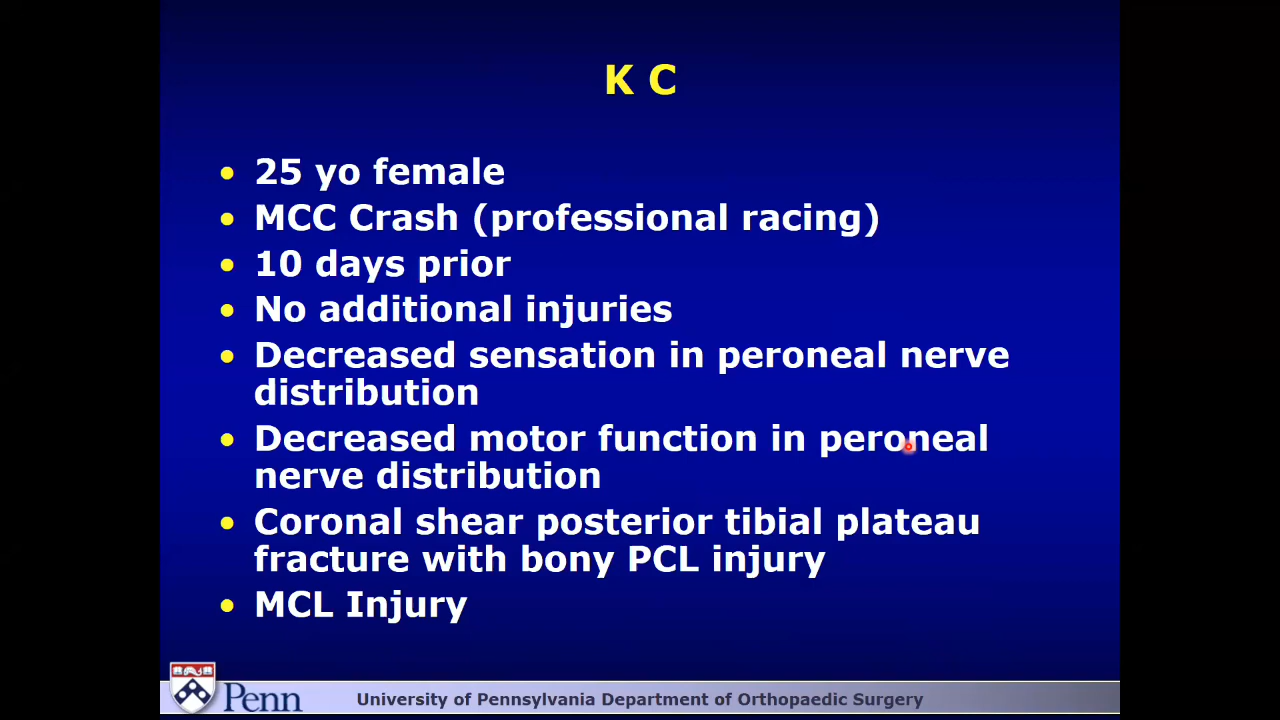 K C
• 25 yo female
• MCC Crash (professional racing)
• 10 days prior
• No additional injuries
• Decreased sensation in peroneal nerve
distribution
• Decreased motor function in peroneal
nerve distribution
• Coronal shear posterior tibial plateau
fracture with bony PCL injury
• MCL Injury
Penn University of Pennsylvania Department of Orthopaedic Surgery